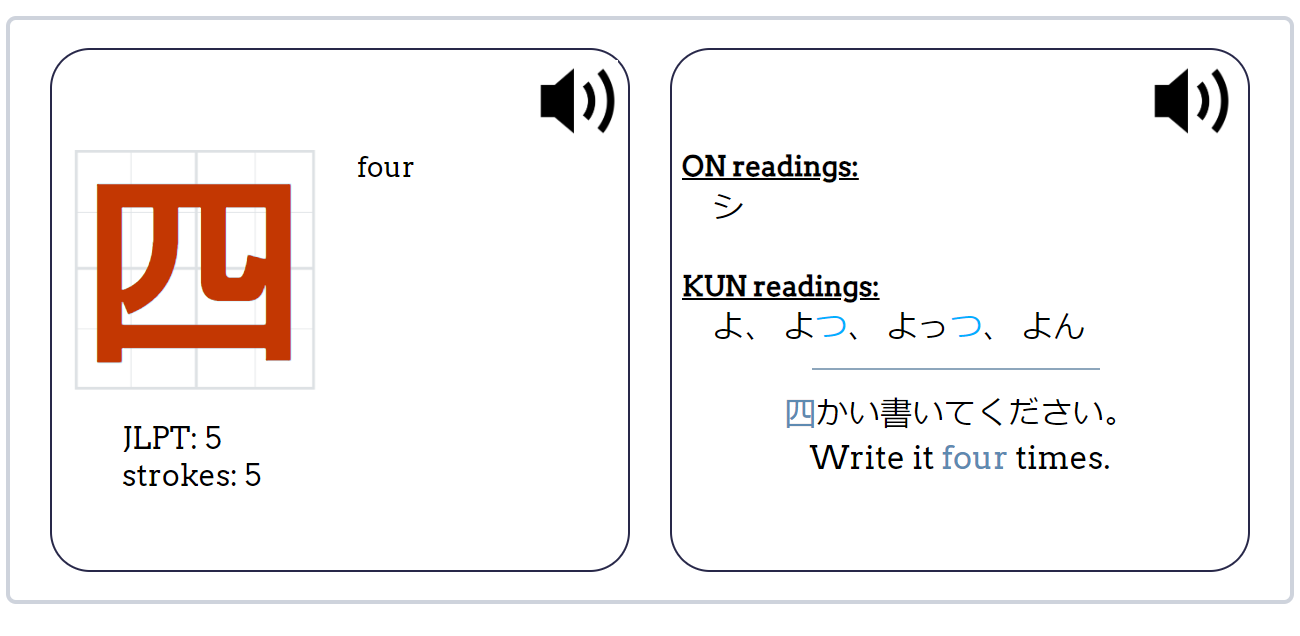 四
four
JLPT: 5
strokes: 5
ON readings:
シ
KUN readings:
よ、 よつ、 よっつ、 よん
四かい書いてください。
Write it four times.